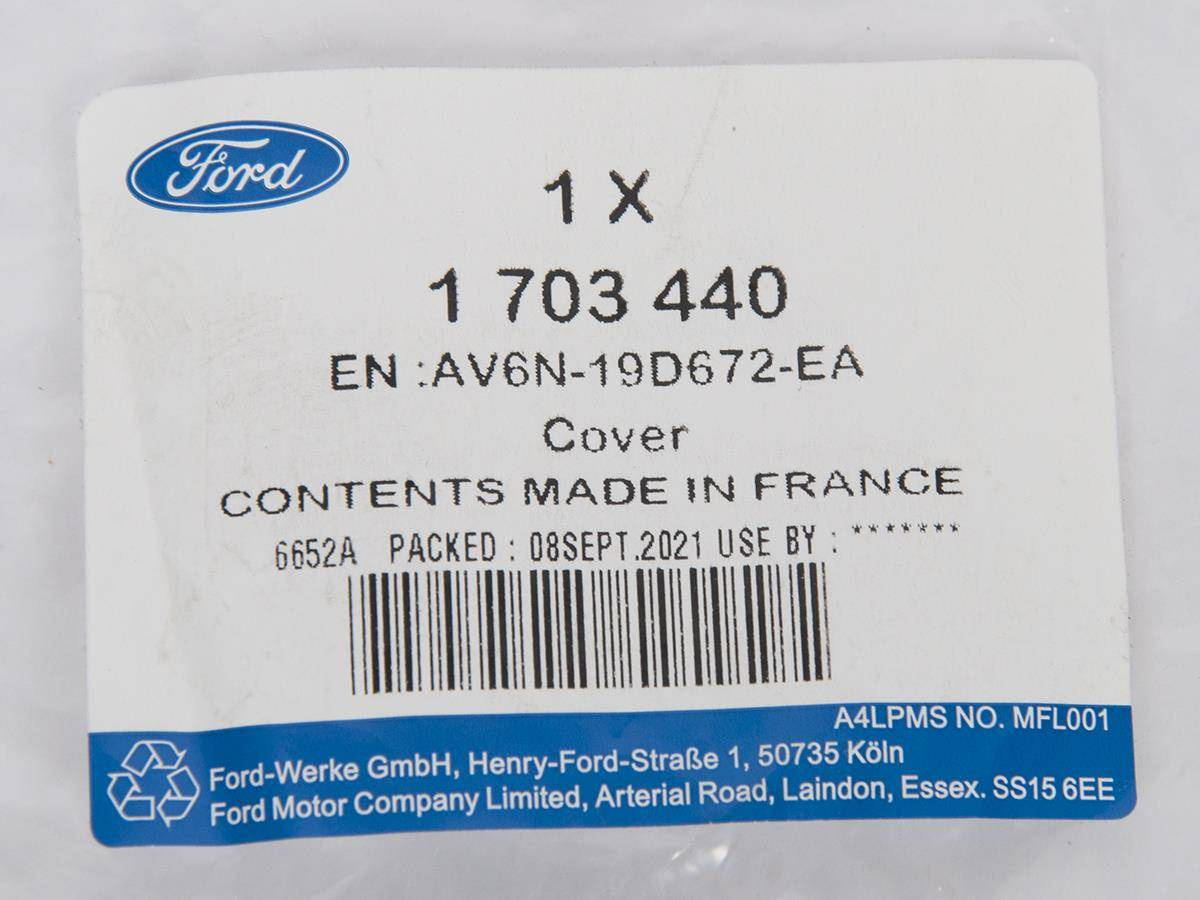 Ford
1 X
1 703 440
EN :AV6N-19D672-EA
Cover
CONTENTS MADE IN FRANCE
6652A PACKED : 08SEPT.2021 USE BY : *******
A4LPMS NO. MFL001
Ford-Werke GmbH, Henry-Ford-Straße 1, 50735 Köln
Ford Motor Company Limited, Arterial Road, Laindon, Essex. SS15 6EE